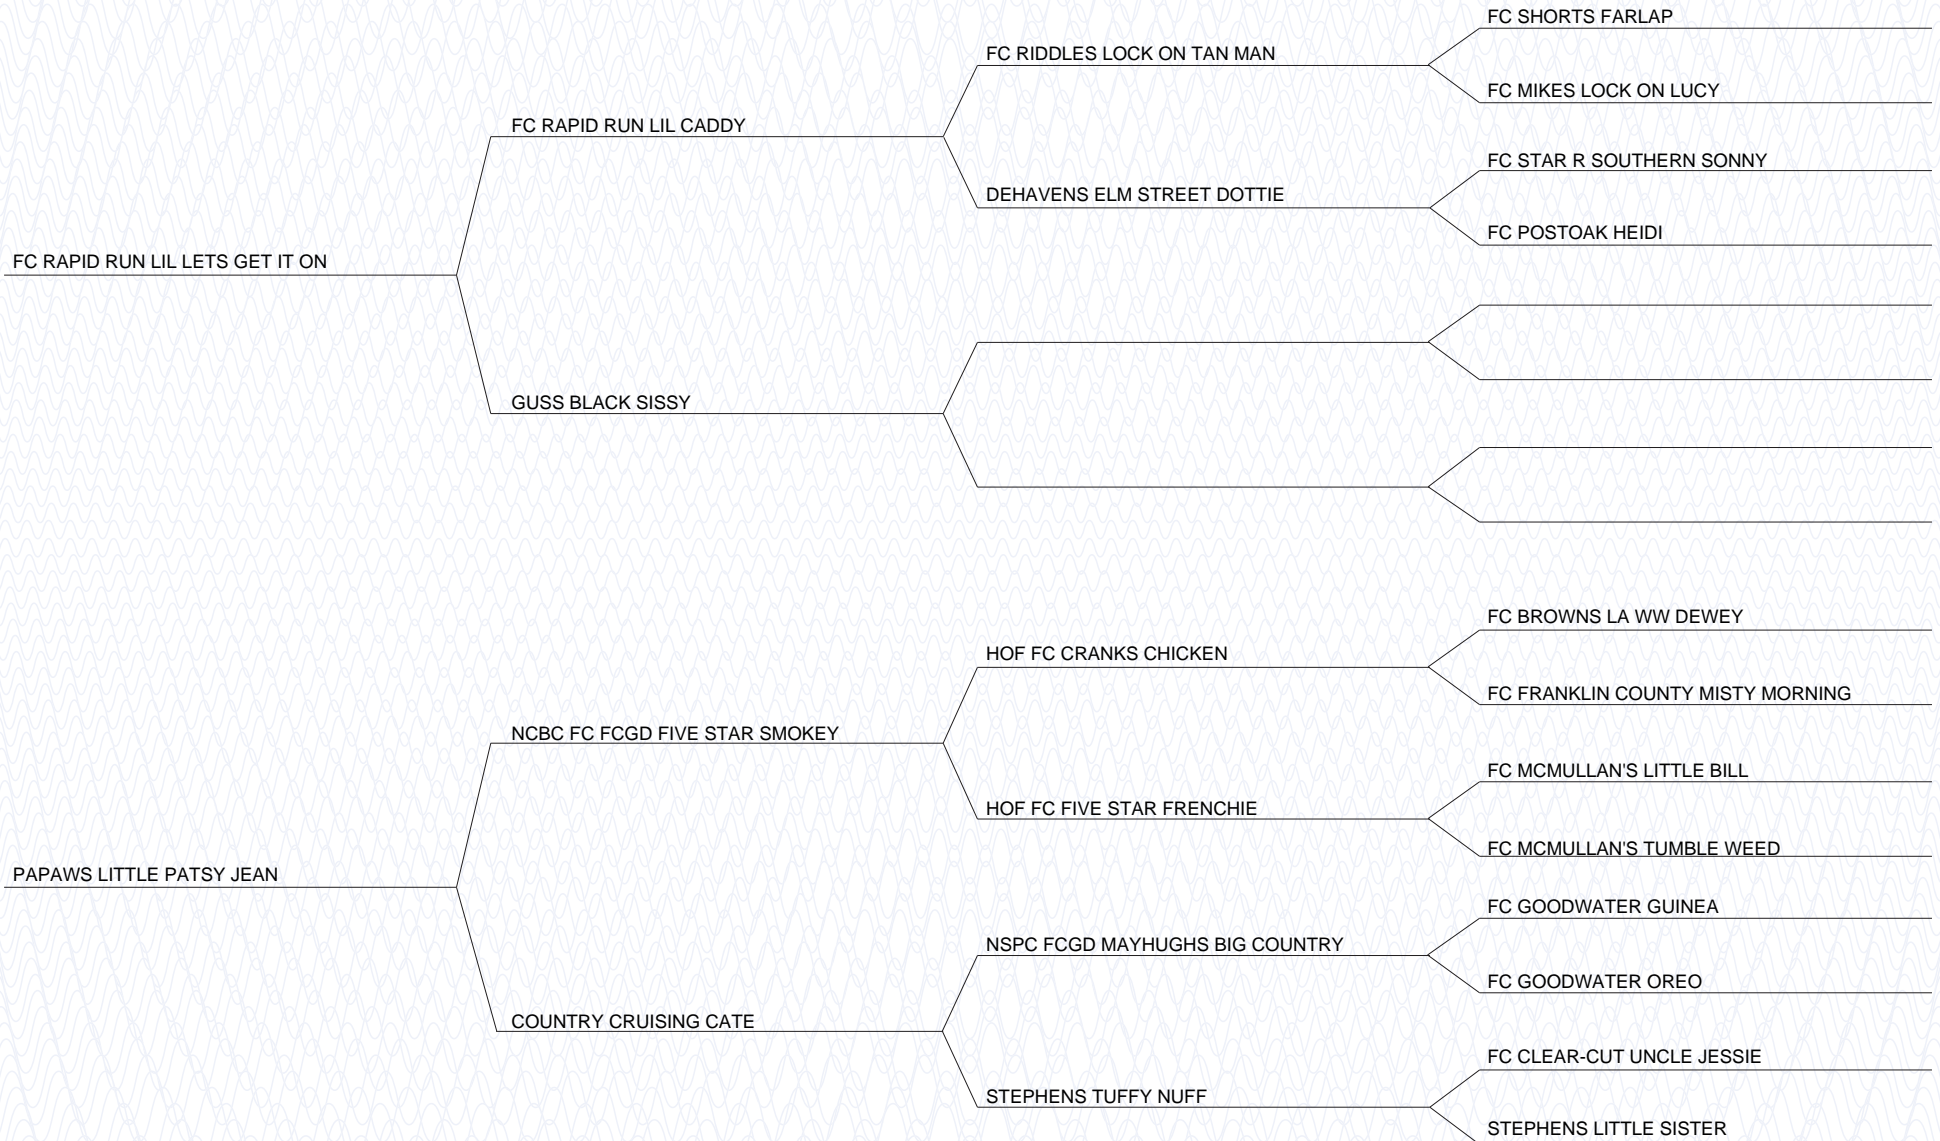 FC SHORTS FARLAP
FC RIDDLES LOCK ON TAN MAN
FC MIKES LOCK ON LUCY
FC RAPID RUN LIL CADDY
FC STAR R SOUTHERN SONNY
DEHAVENS ELM STREET DOTTIE
FC POSTOAK HEIDI
FC RAPID RUN LIL LETS GET IT ON
GUSS BLACK SISSY
FC BROWNS LA WW DEWEY
HOF FC CRANKS CHICKEN
FC FRANKLIN COUNTY MISTY MORNING
NCBC FC FCGD FIVE STAR SMOKEY
FC MCMULLAN'S LITTLE BILL
HOF FC FIVE STAR FRENCHIE
FC MCMULLAN'S TUMBLE WEED
PAPAWS LITTLE PATSY JEAN
FC GOODWATER GUINEA
NSPC FCGD MAYHUGHS BIG COUNTRY
FC GOODWATER OREO
COUNTRY CRUISING CATE
FC CLEAR-CUT UNCLE JESSIE
STEPHENS TUFFY NUFF
STEPHENS LITTLE SISTER